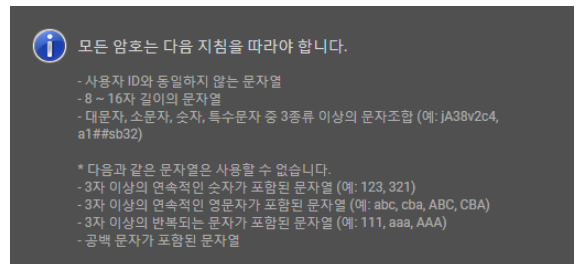 모든 암호는 다음 지침을 따라야 합니다.
- 사용자 ID와 동일하지 않는 문자열
- 8 ~ 16자 길이의 문자열
- 대문자, 소문자, 숫자, 특수문자 중 3종류 이상의 문자조합 (예: jA38v2c4,
a1##sb32)
* 다음과 같은 문자열은 사용할 수 없습니다.
- 3자 이상의 연속적인 숫자가 포함된 문자열 (예: 123, 321)
- 3자 이상의 연속적인 영문자가 포함된 문자열 (예: abc, cba, ABC, CBA)
- 3자 이상의 반복되는 문자가 포함된 문자열 (예: 111, aaa, AAA)
- 공백 문자가 포함된 문자열